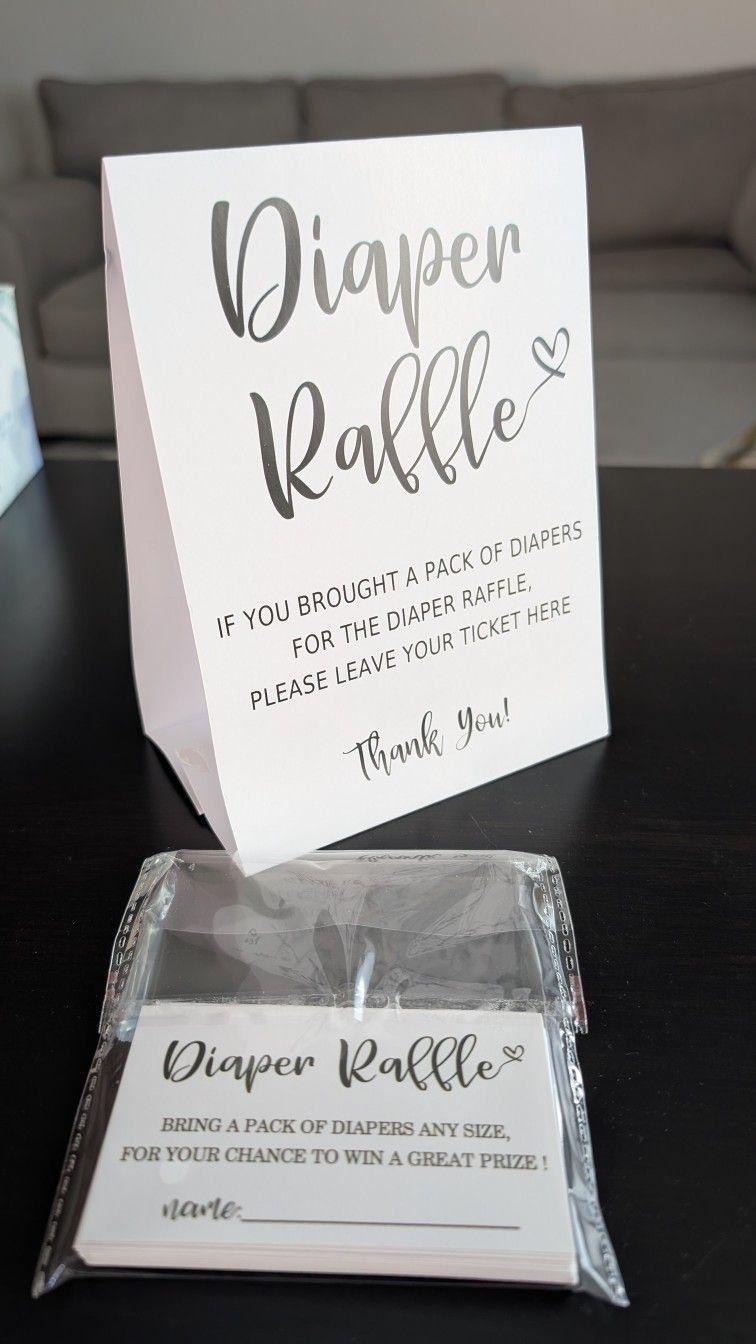 Diaper
Raffle
IF YOU BROUGHT A PACK OF DIAPERS
FOR THE DIAPER RAFFLE,
PLEASE LEAVE YOUR TICKET HERE
Thank You!
Diaper Raffle
BRING A PACK OF DIAPERS ANY SIZE,
FOR YOUR CHANCE TO WIN A GREAT PRIZE !
name: